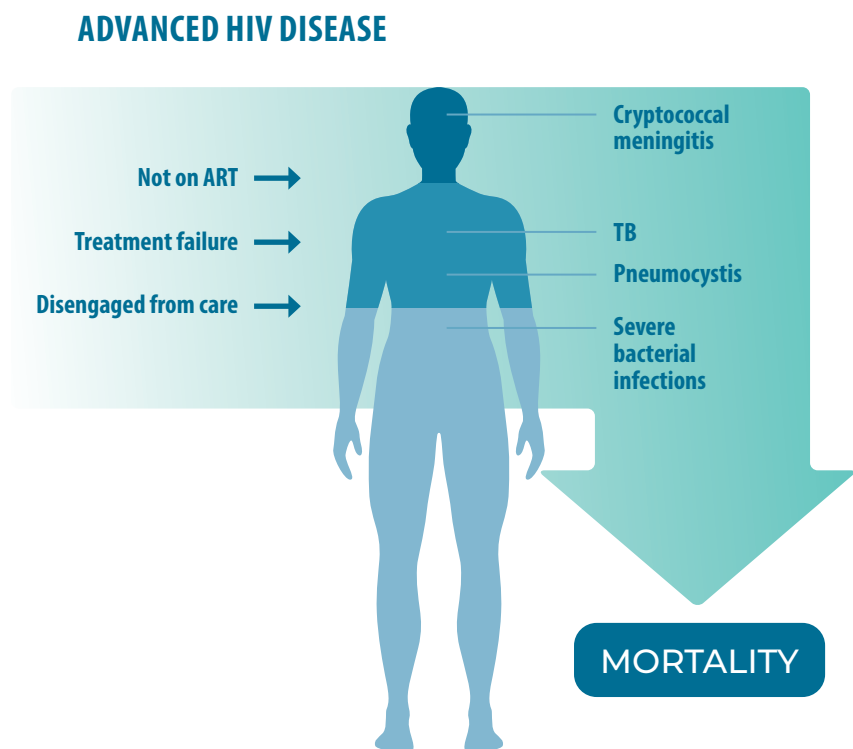 ADVANCED HIV DISEASE
Not on ART
Treatment failure
Disengaged from care
Cryptococcal
meningitis
TB
Pneumocystis
Severe
bacterial
infections
MORTALITY